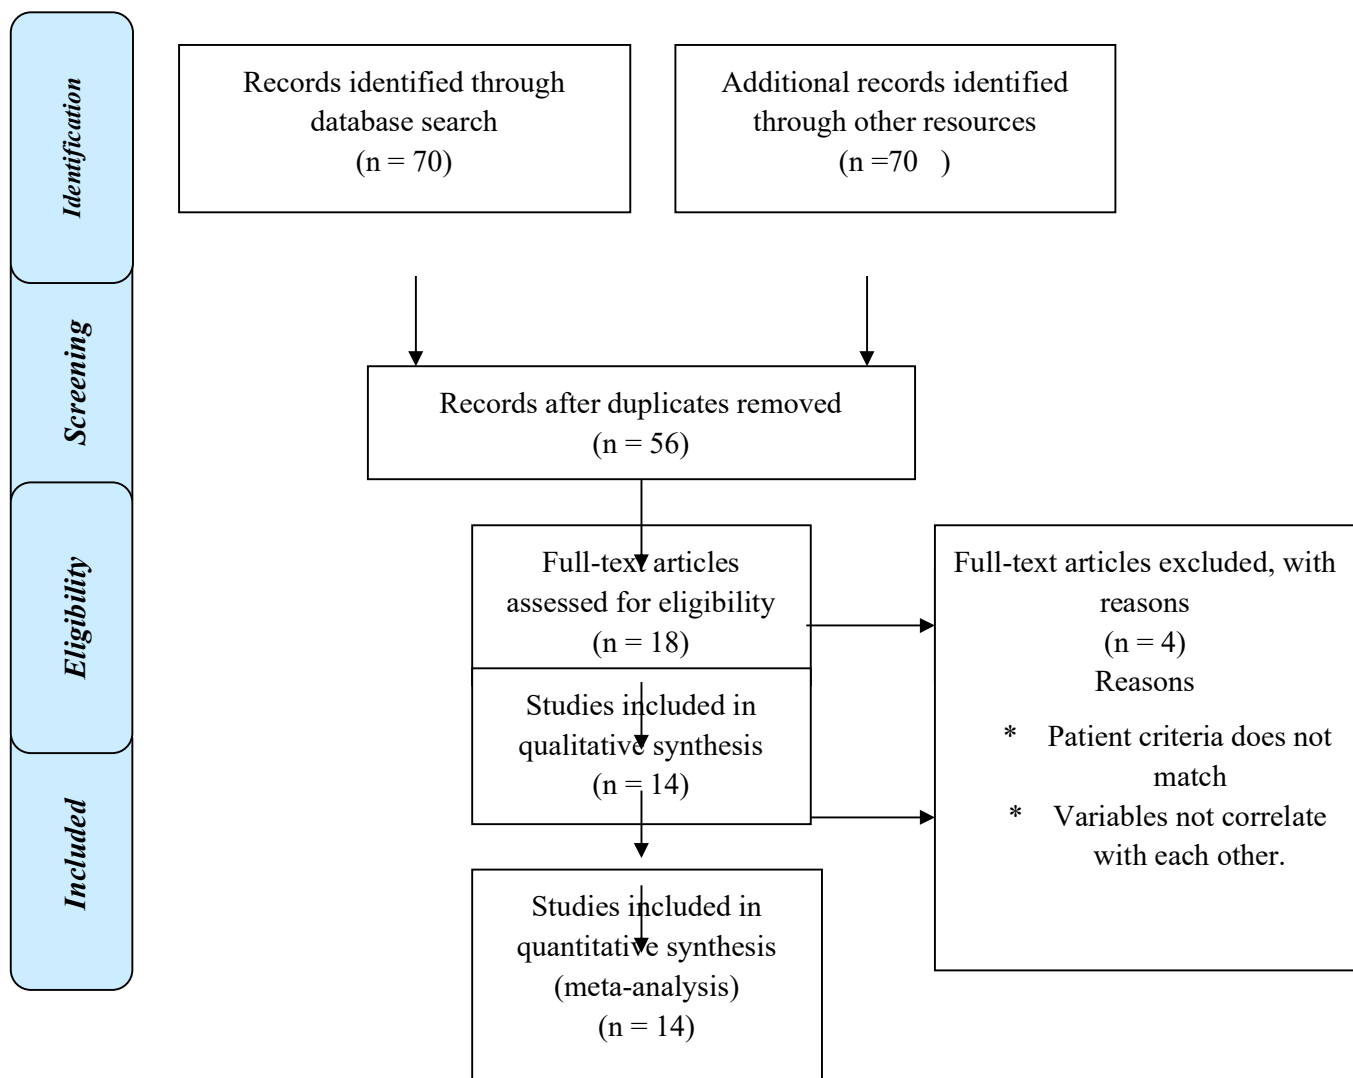 Identification
Records identified through
database search
(n = 70)
Additional records identified
through other resources
(n =70   )
Screening
Records after duplicates removed
(n = 56)
Eligibility
Full-text articles
assessed for eligibility
(n = 18)
Full-text articles excluded, with
reasons
(n = 4)
Reasons
*    Patient criteria does not
match
*    Variables not correlate
with each other.
Studies included in
qualitative synthesis
(n = 14)
Included
Studies included in
quantitative synthesis
(meta-analysis)
(n = 14)